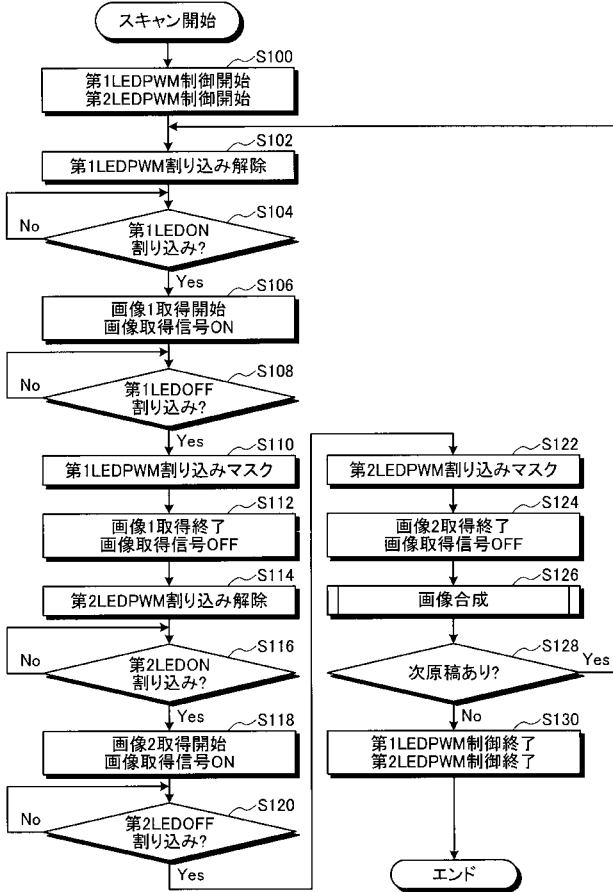 スキャン開始
S100
第1LEDPWM制御開始
第2LEDPWM制御開始
S102
第1LEDPWM割り込み解除
S104
第1LEDON
割り込み?
No
Yes
S106
画像1取得開始
画像取得信号ON
S108
第1LEDOFF
割り込み?
No
Yes
S110
第1LEDPWM割り込みマスク
S112
画像1取得終了
画像取得信号OFF
S114
第2LEDPWM割り込み解除
S116
第2LEDON
割り込み?
No
Yes
S118
画像2取得開始
画像取得信号ON
S120
第2LEDOFF
割り込み?
No
Yes
S122
第2LEDPWM割り込みマスク
S124
画像2取得終了
画像取得信号OFF
S126
画像合成
S128
次原稿あり?
Yes
No
S130
第1LEDPWM制御終了
第2LEDPWM制御終了
エンド